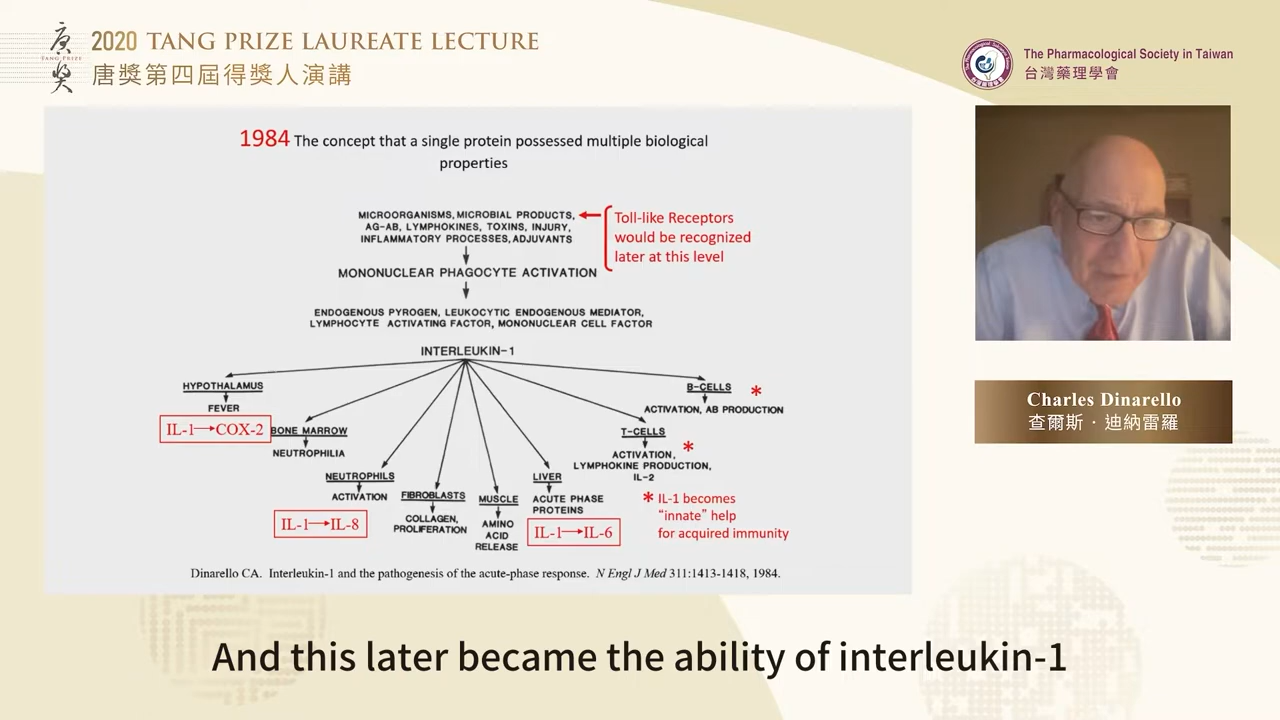 2020 TANG PRIZE LAUREATE LECTURE
唐獎第四屆得獎人演講
唐
TANG PRIZE
獎
The Pharmacological Society in Taiwan
台灣藥理學會
1984 The concept that a single protein possessed multiple biological
properties
MICROORGANISMS, MICROBIAL PRODUCTS,
AG-AB, LYMPHOKINES, TOXINS, INJURY,
INFLAMMATORY PROCESSES, ADJUVANTS
Toll-like Receptors
would be recognized
later at this level
MONONUCLEAR PHAGOCYTE ACTIVATION
ENDOGENOUS PYROGEN, LEUKOCYTIC ENDOGENOUS MEDIATOR,
LYMPHOCYTE ACTIVATING FACTOR, MONONUCLEAR CELL FACTOR
INTERLEUKIN-1
HYPOTHALAMUS
FEVER
IL-1→COX-2
BONE MARROW
NEUTROPHILIA
NEUTROPHILS
ACTIVATION
IL-1→IL-8
FIBROBLASTS
COLLAGEN,
PROLIFERATION
MUSCLE
AMINO
ACID
RELEASE
LIVER
ACUTE PHASE
PROTEINS
IL-1→IL-6
T-CELLS *
ACTIVATION,
LYMPHOKINE PRODUCTION,
IL-2
B-CELLS *
ACTIVATION, AB PRODUCTION
* IL-1 becomes
“innate” help
for acquired immunity
Dinarello CA. Interleukin-1 and the pathogenesis of the acute-phase response. N Engl J Med 311:1413-1418, 1984.
Charles Dinarello
查爾斯．迪納雷羅
And this later became the ability of interleukin-1